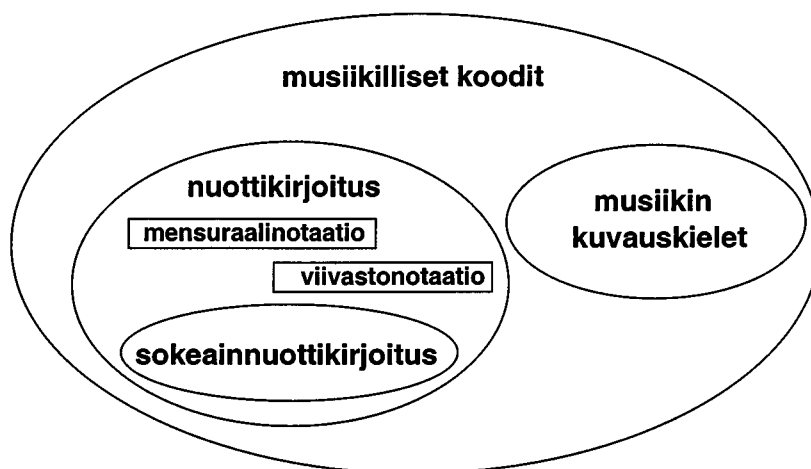 musiikilliset koodit
nuottikirjoitus
mensuraalinotaatio
viivastonotaatio
sokeainnuottikirjoitus
musiikin
kuvauskielet